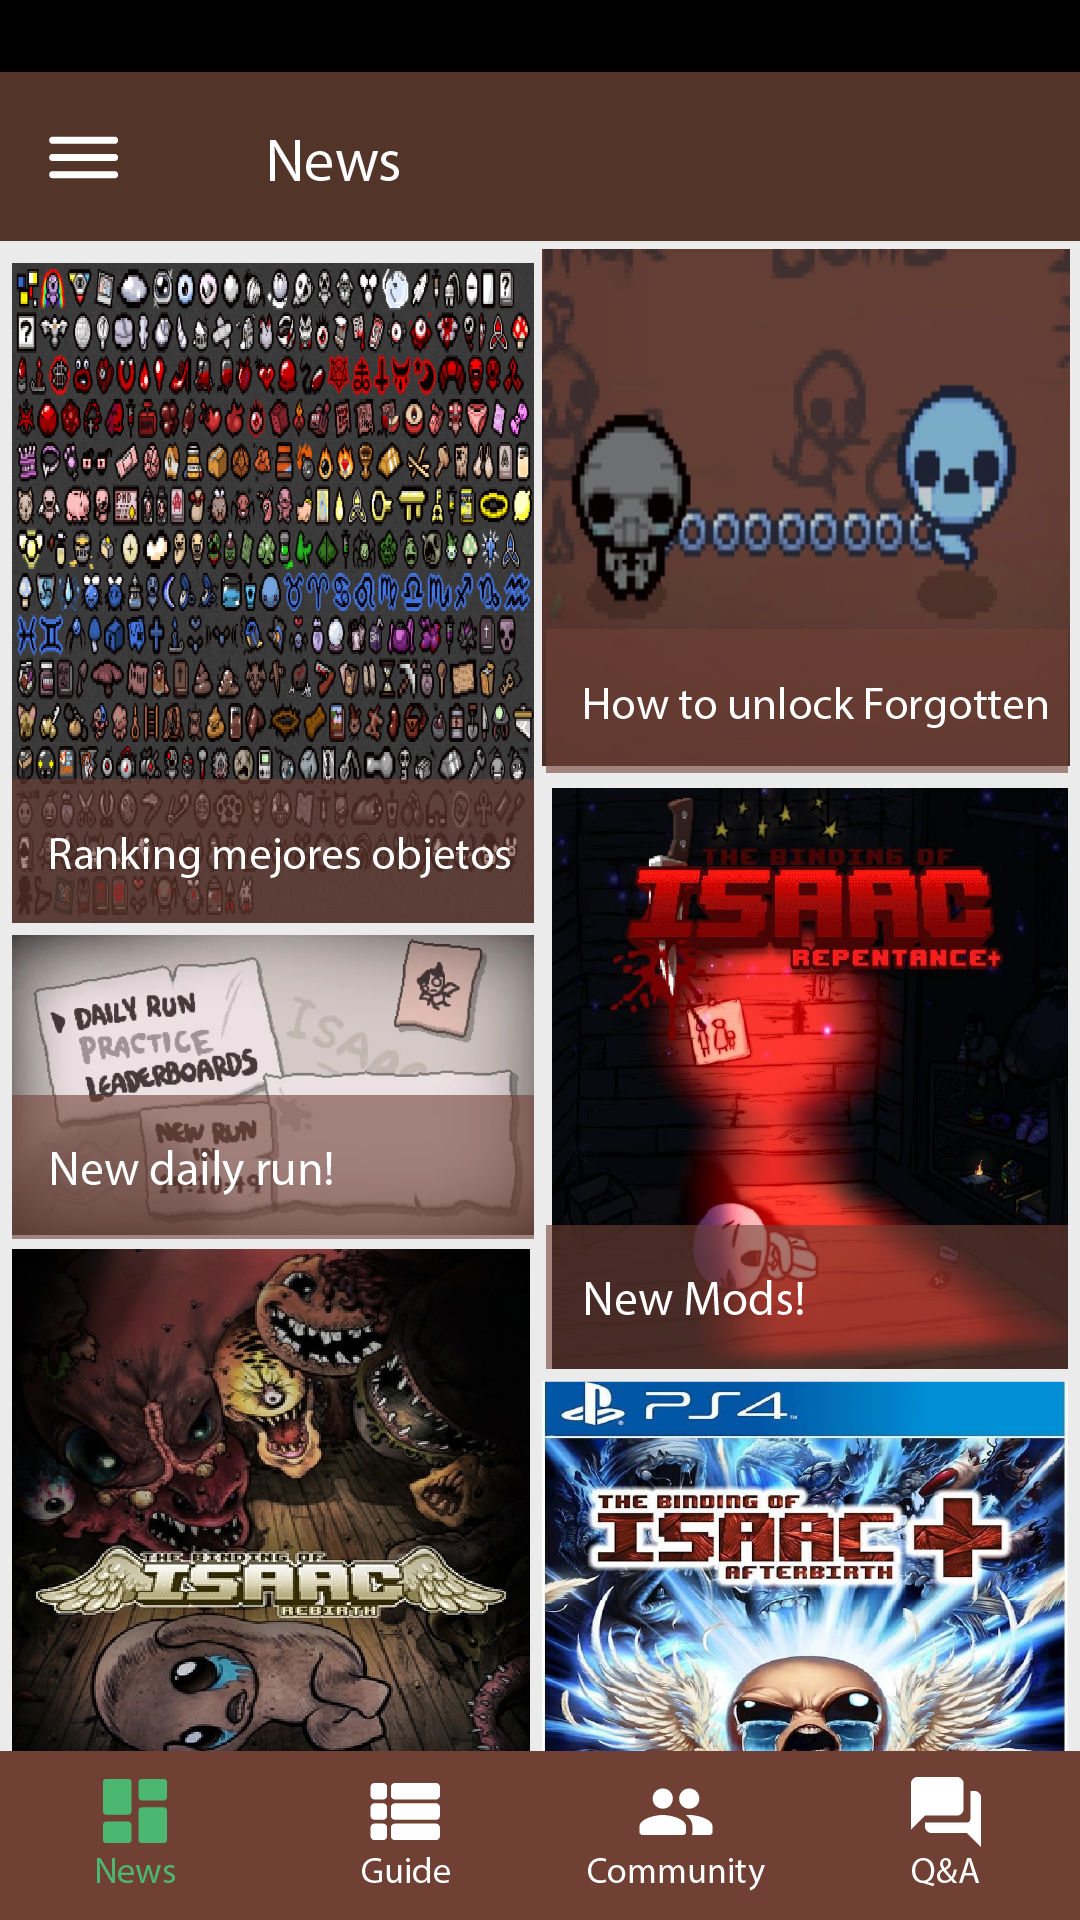 News
Ranking mejores objetos
How to unlock Forgotten
DAILY RUN
PRACTICE
LEADERBOARDS
ISAAC
NEW RUN
New daily run!
THE BINDING OF
ISAAC
REPENTANCE+
New Mods!
THE BINDING OF
ISAAC
REBIRTH
PS4
THE BINDING OF
ISAAC
AFTERBIRTH
News
Guide
Community
Q&A